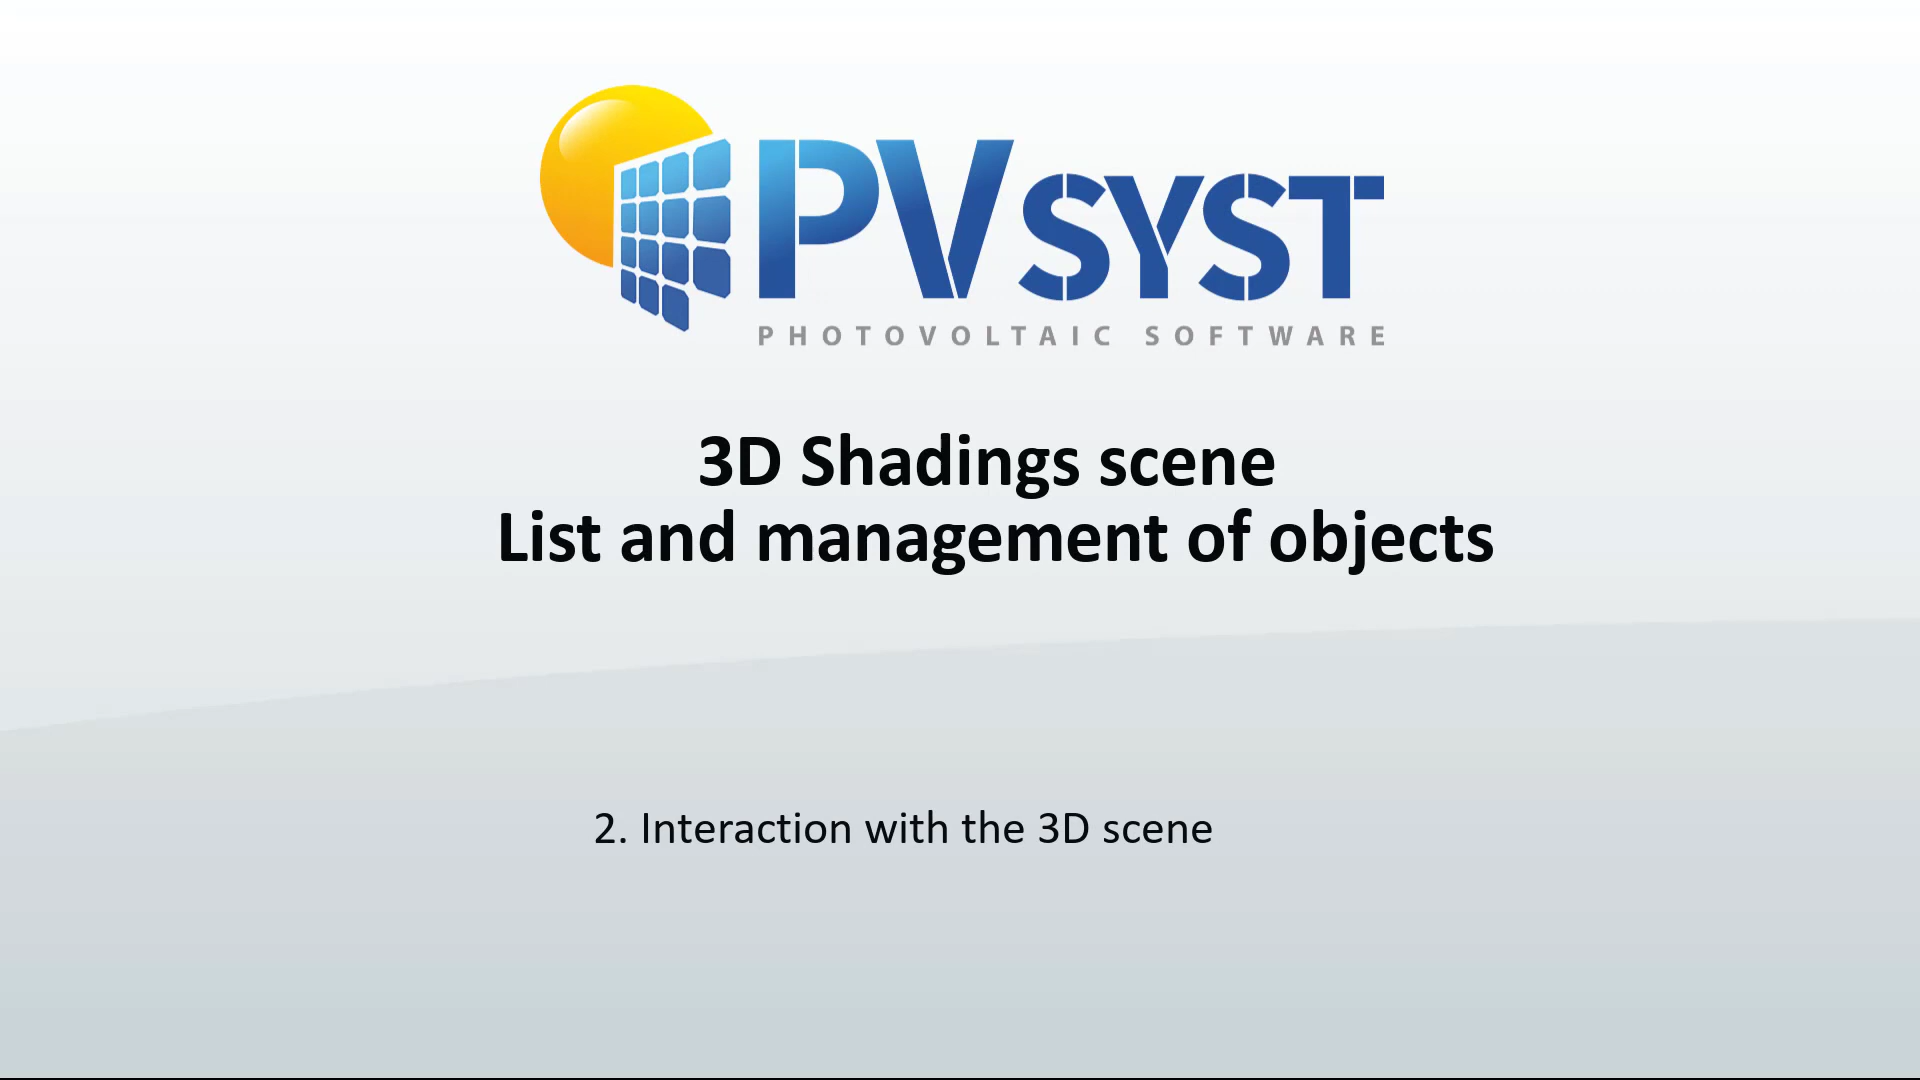 PVSYST
PHOTOVOLTAIC SOFTWARE
3D Shadings scene
List and management of objects
2. Interaction with the 3D scene